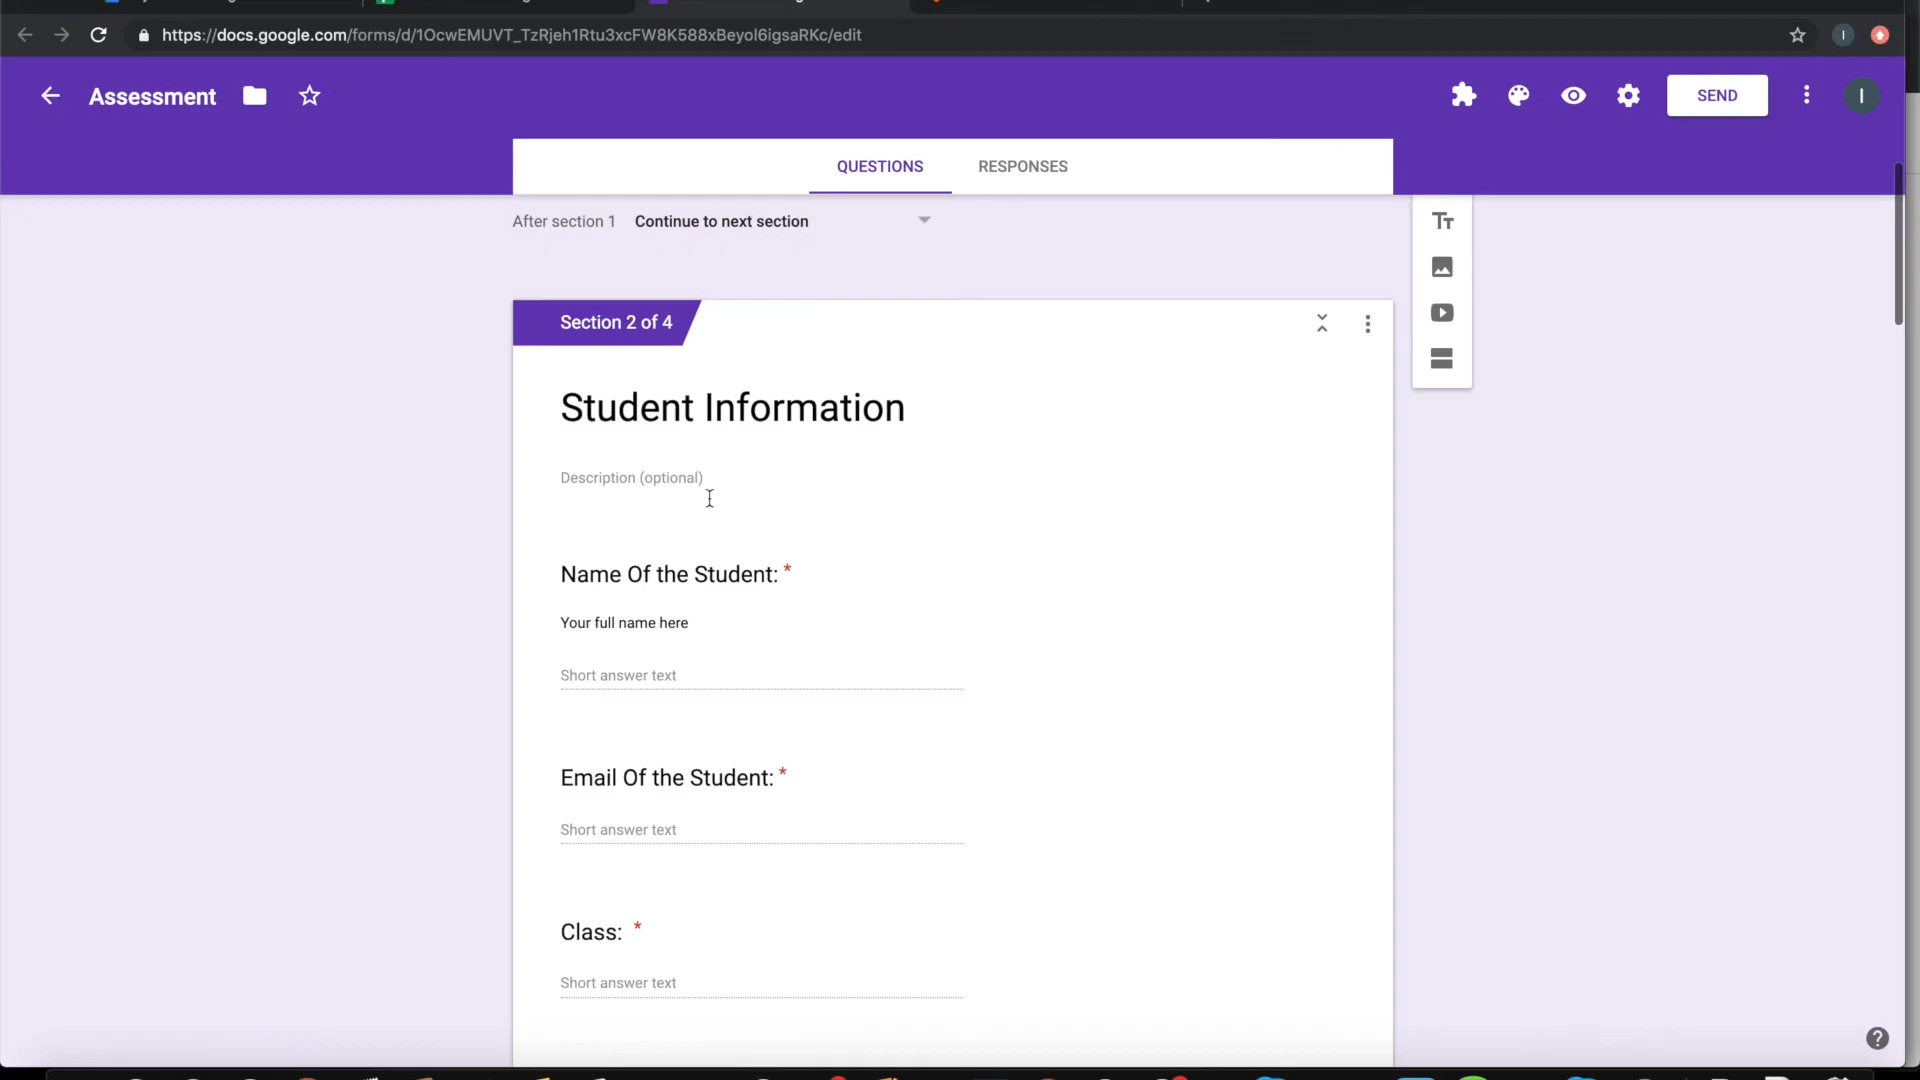 https://docs.google.com/forms/d/1OcwEMUVT_TzRjeh1Rtu3xcFW8K588xBeyol6igsaRKc/edit
I
Assessment
SEND
I
QUESTIONS RESPONSES
After section 1 Continue to next section
Tт
Section 2 of 4
Student Information
Description (optional)
Name Of the Student: *
Your full name here
Short answer text
Email Of the Student: *
Short answer text
Class: *
Short answer text
?